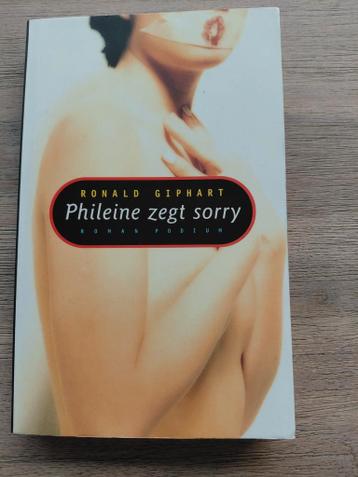 RONALD GIPHART
Phileine zegt sorry
ROMAN PODIUM